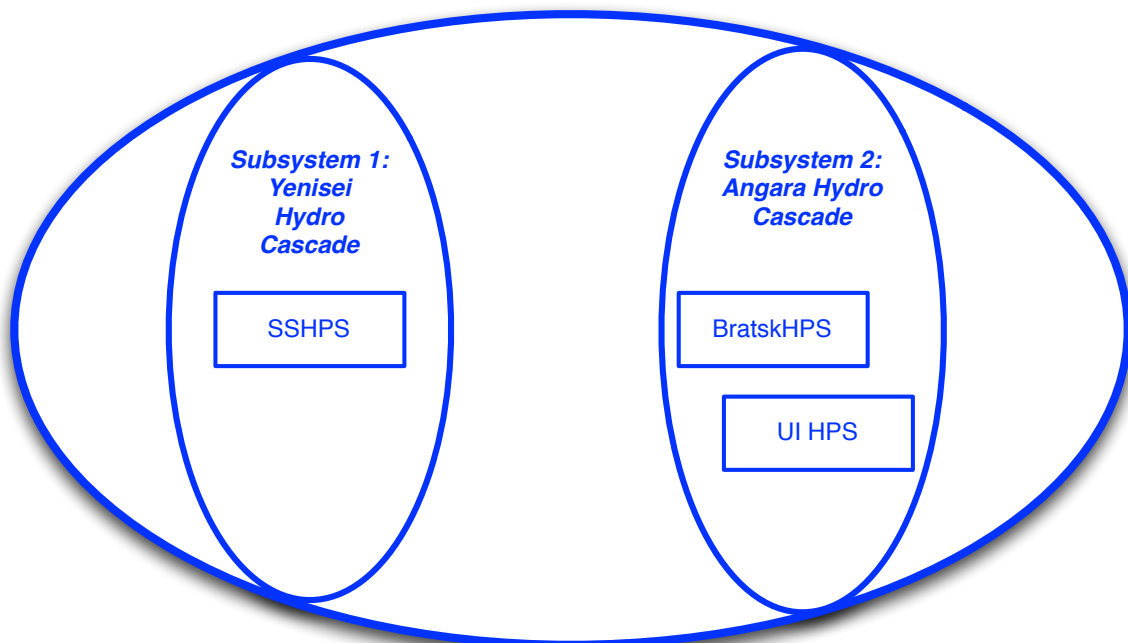 Subsystem 1:
Yenisei
Hydro
Cascade
SSHPS
Subsystem 2:
Angara Hydro
Cascade
BratskHPS
UI HPS